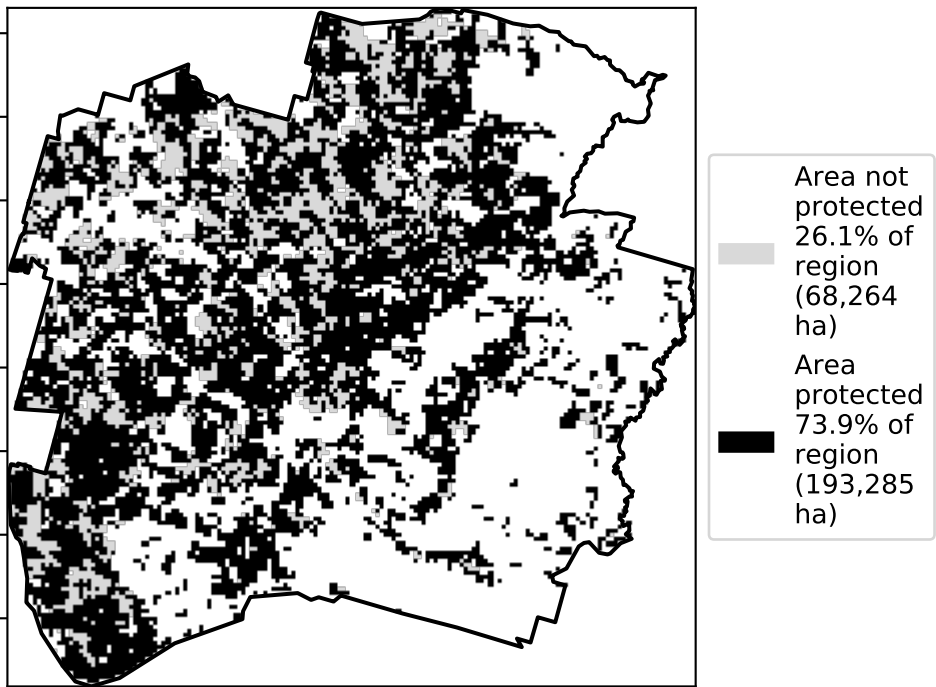 Area not
protected
26.1% of
region
(68,264
ha)
Area
protected
73.9% of
region
(193,285
ha)